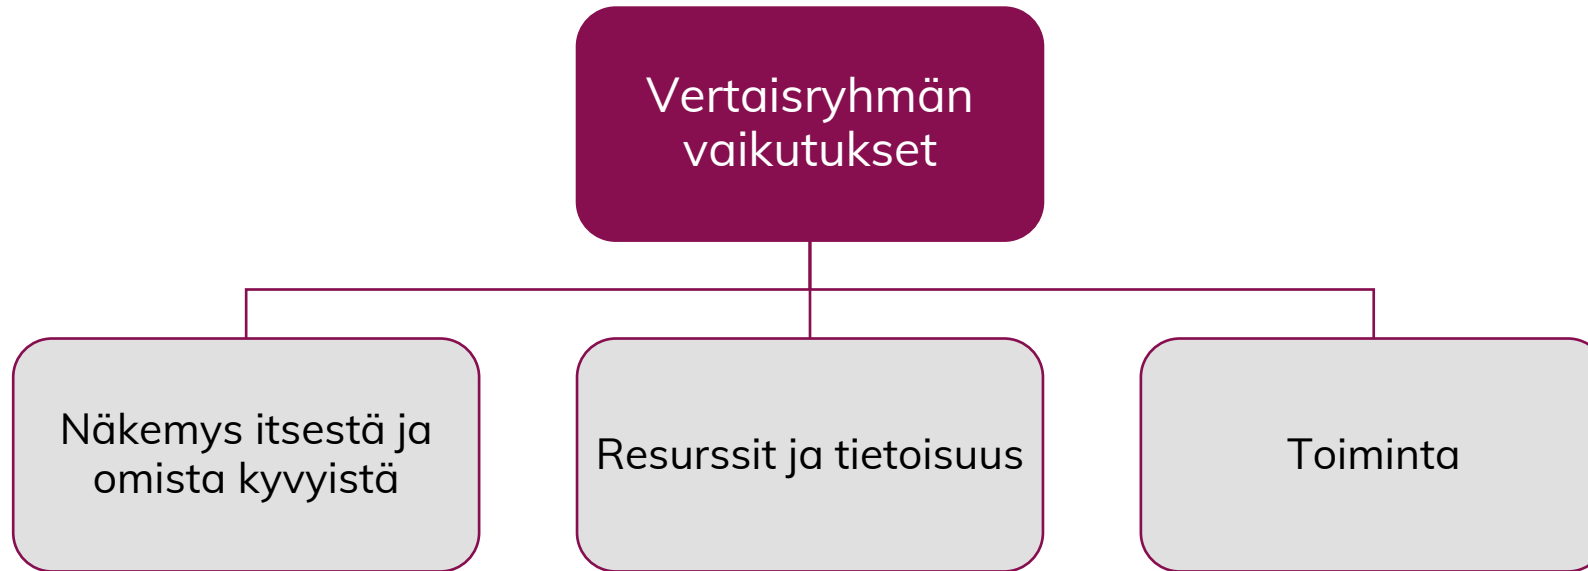 Vertaisryhmän
vaikutukset
Näkemys itsestä ja
omista kyvyistä
Resurssit ja tietoisuus
Toiminta